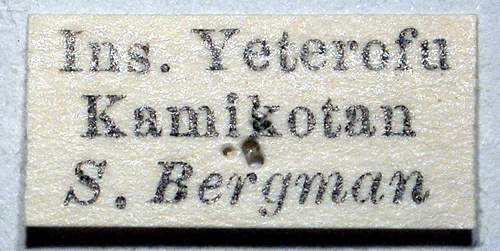 Ins. Yeterofu
Kamikotan
S. Bergman